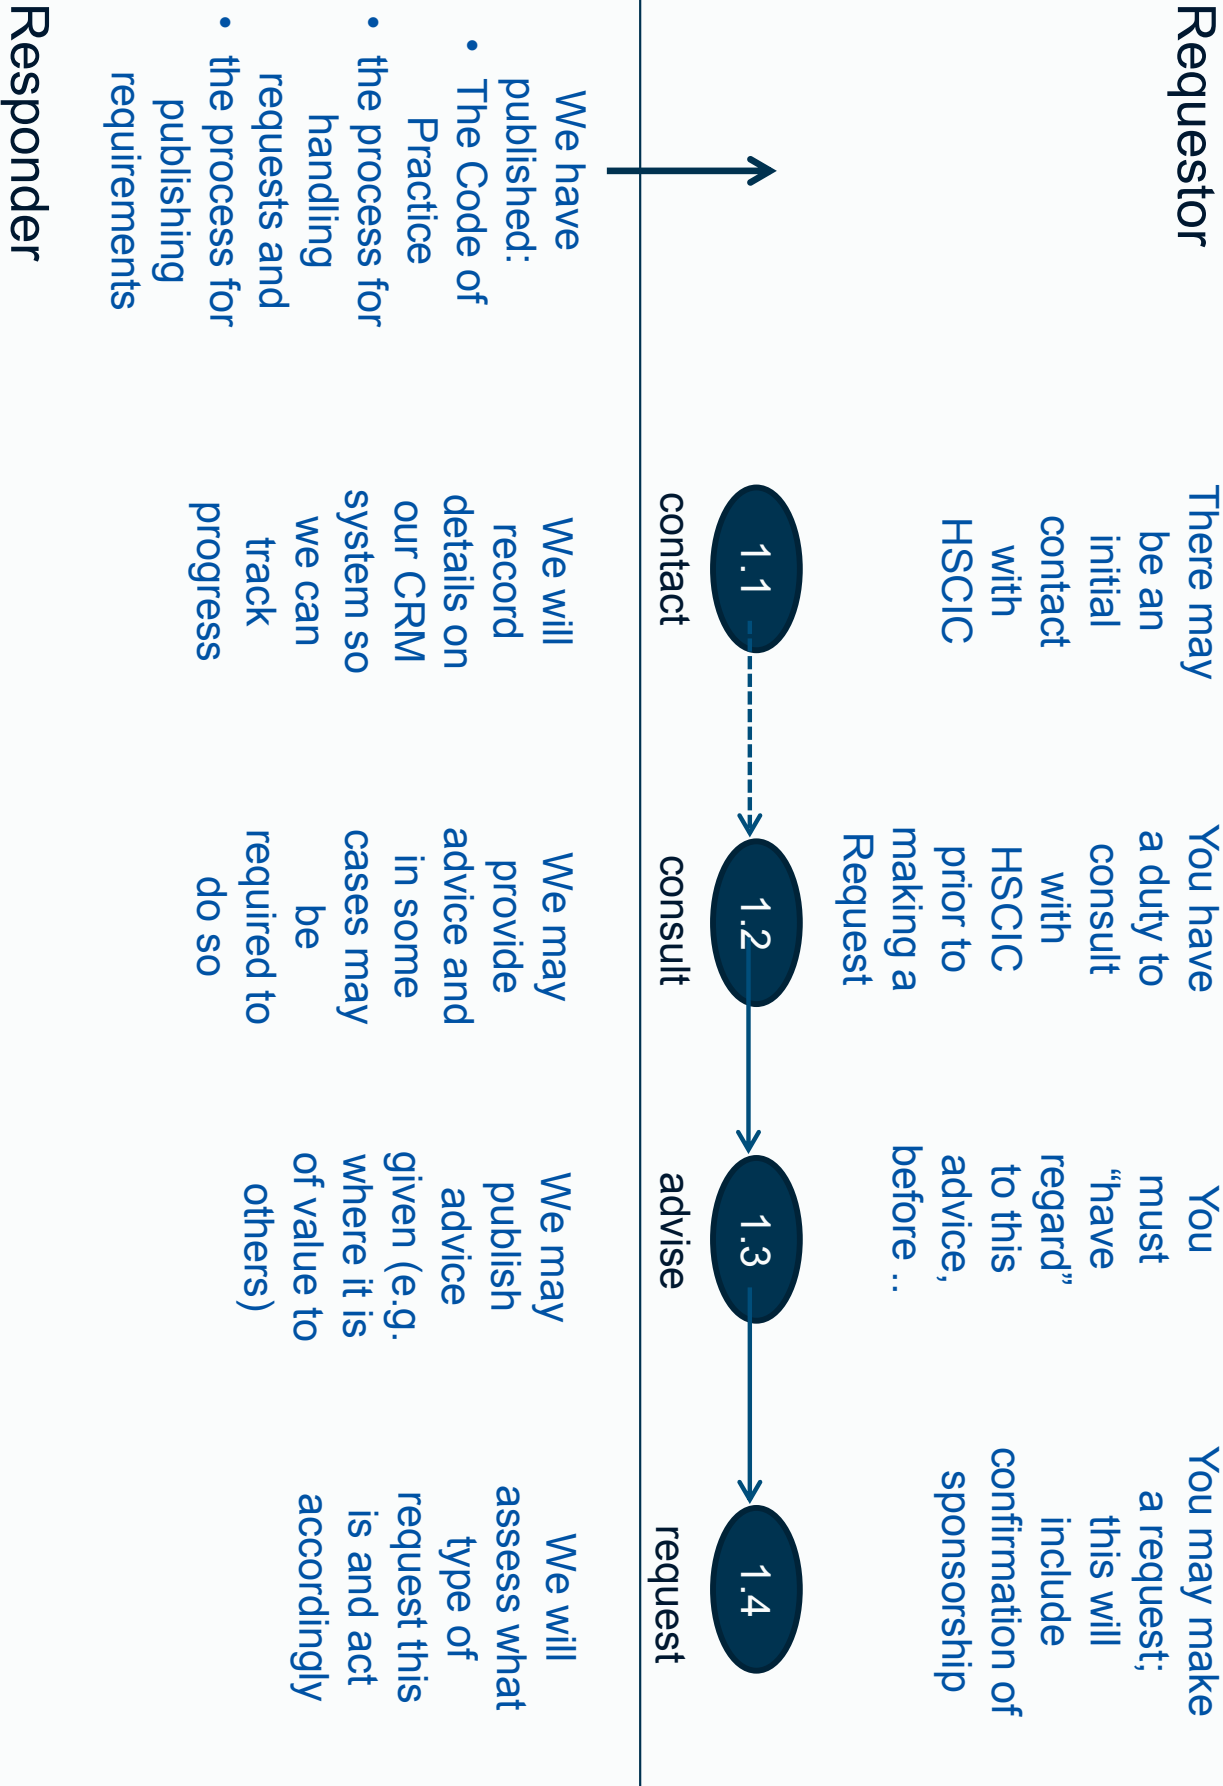 Requestor
There may
be an
initial
contact
with
HSCIC
You have
a duty to
consult
with
HSCIC
prior to
making a
Request
You
must
“have
regard”
to this
advice,
before ..
You may make
a request;
this will
include
confirmation of
sponsorship
1.1
1.2
1.3
1.4
contact
consult
advise
request
We have
published:
• The Code of
Practice
• the process for
handling
requests and
• the process for
publishing
requirements
We will
record
details on
our CRM
system so
we can
track
progress
We may
provide
advice and
in some
cases may
be
required to
do so
We may
publish
advice
given (e.g.
where it is
of value to
others)
We will
assess what
type of
request this
is and act
accordingly
Responder